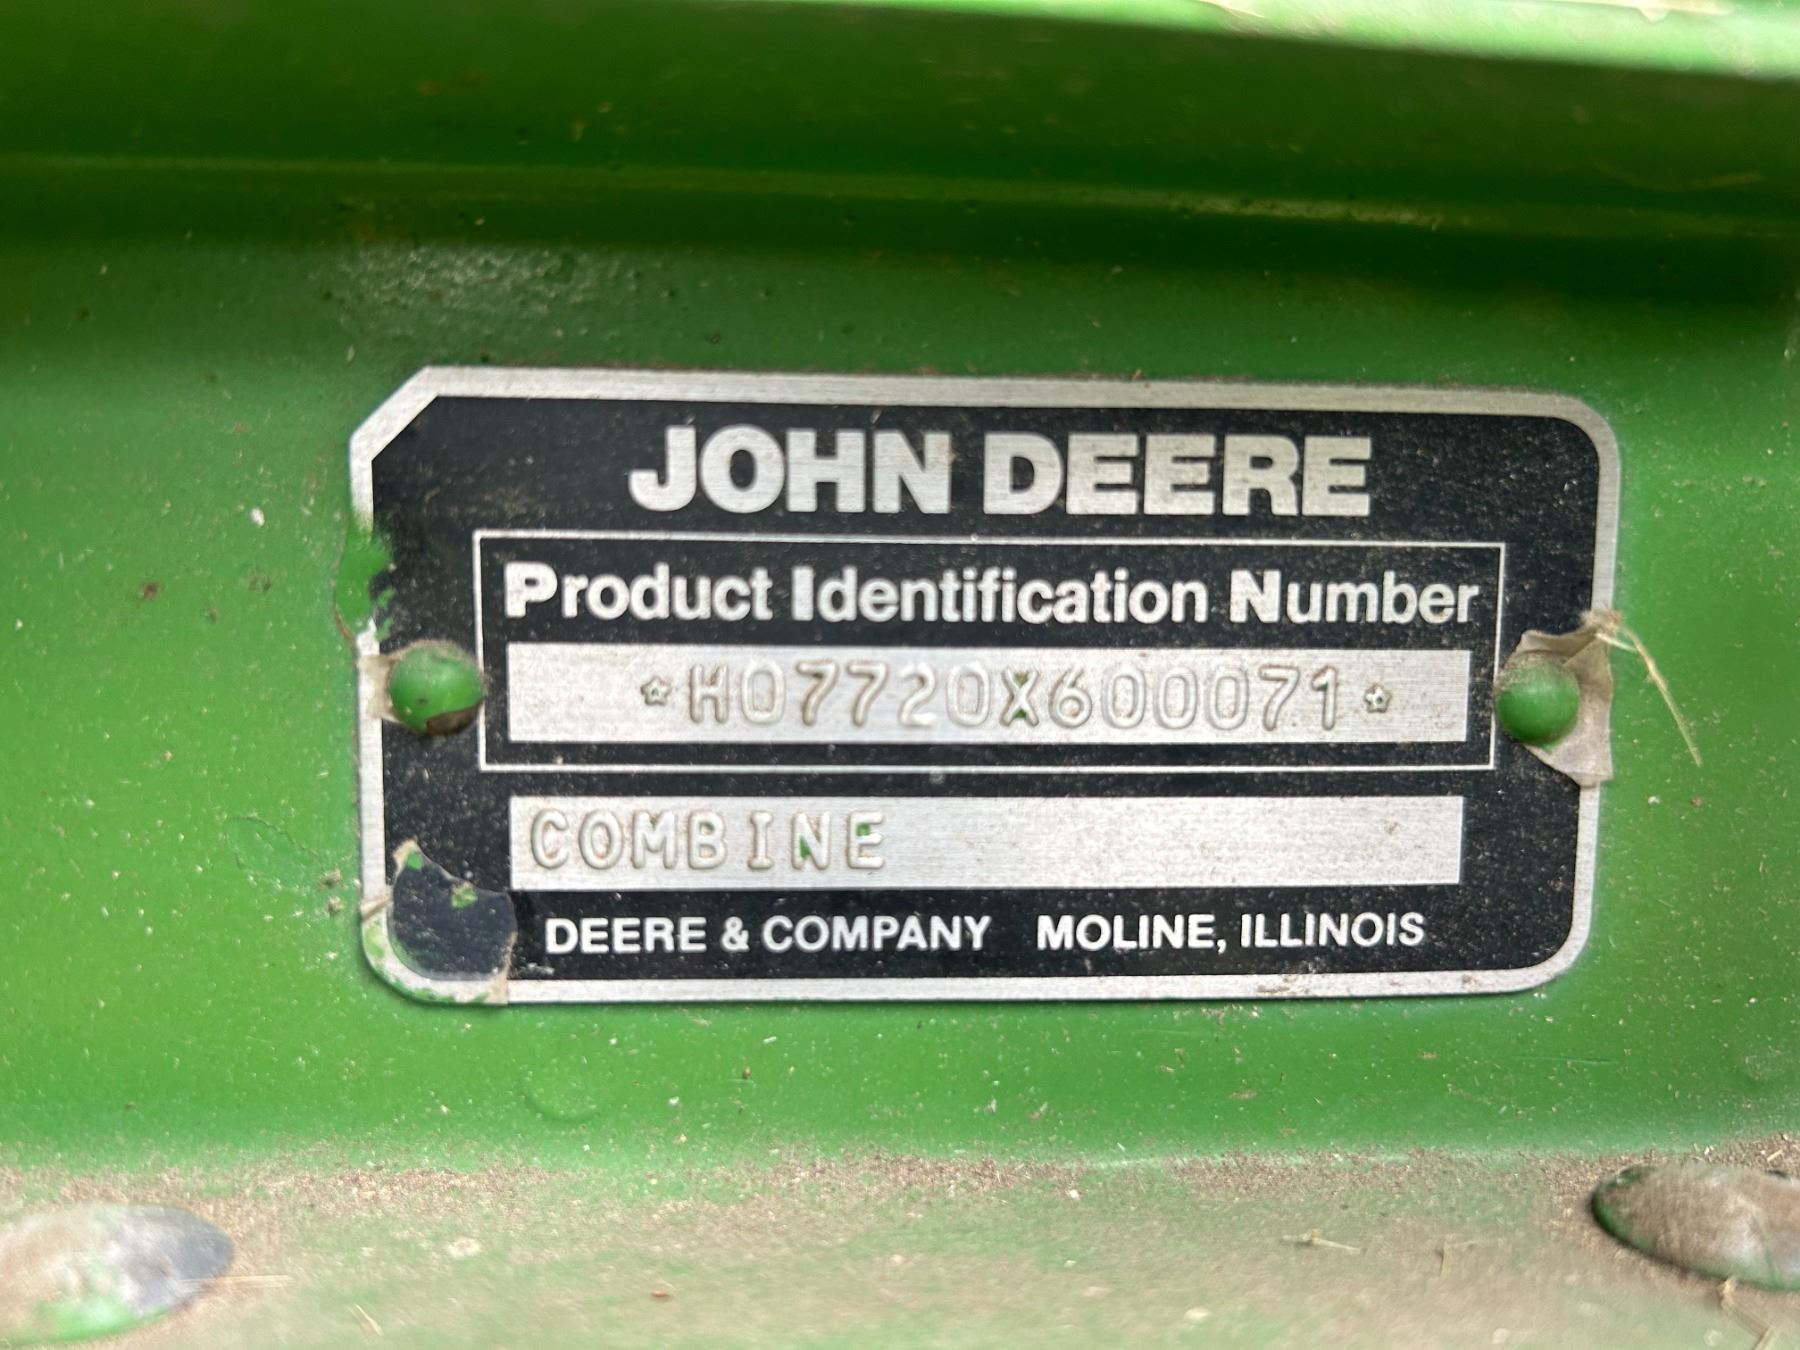 JOHN DEERE
Product Identification Number
*H07720X600071*
COMBINE
DEERE & COMPANY MOLINE, ILLINOIS